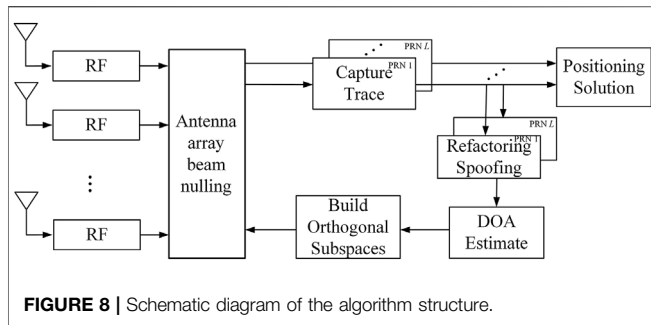 RF
RF
⋮
RF
Antenna
array
beam
nulling
PRN L
⋰
PRN 1
Capture
Trace
⋰
Positioning
Solution
PRN L
PRN 1
Refactoring
Spoofing
DOA
Estimate
Build
Orthogonal
Subspaces
FIGURE 8 | Schematic diagram of the algorithm structure.